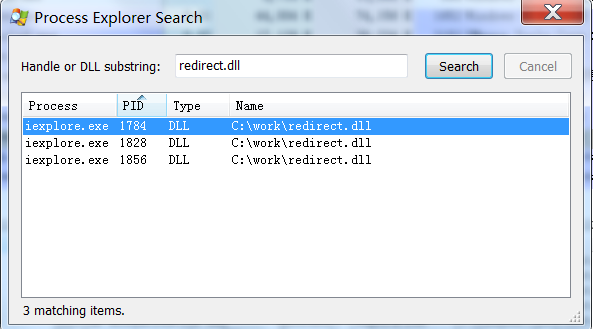 Process Explorer Search
Handle or DLL substring: redirect.dll Search Cancel
Process PID Type Name
iexplore.exe 1784 DLL C:\work\redirect.dll
iexplore.exe 1828 DLL C:\work\redirect.dll
iexplore.exe 1856 DLL C:\work\redirect.dll
3 matching items.